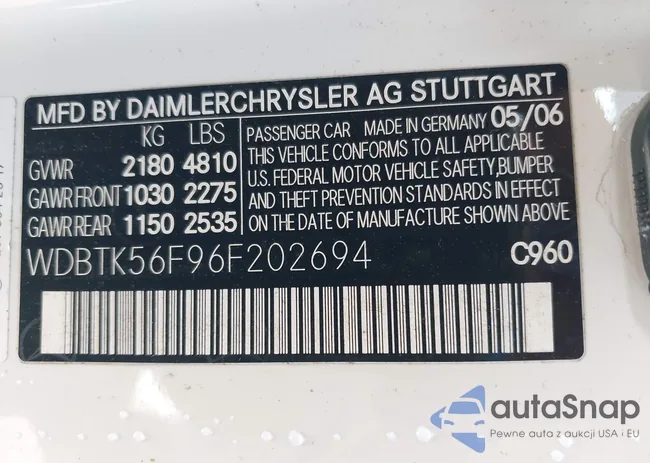 MFD BY DAIMLERCHRYSLER AG STUTTGART
KG LBS
GVWR 2180 4810
GAWR FRONT 1030 2275
GAWR REAR 1150 2535
PASSENGER CAR MADE IN GERMANY 05/06
THIS VEHICLE CONFORMS TO ALL APPLICABLE
U.S. FEDERAL MOTOR VEHICLE SAFETY, BUMPER
AND THEFT PREVENTION STANDARDS IN EFFECT
ON THE DATE OF MANUFACTURE SHOWN ABOVE.
WDBTK56F96F202694 C960
autoSnap
Pewne auta z aukcji USA i EU